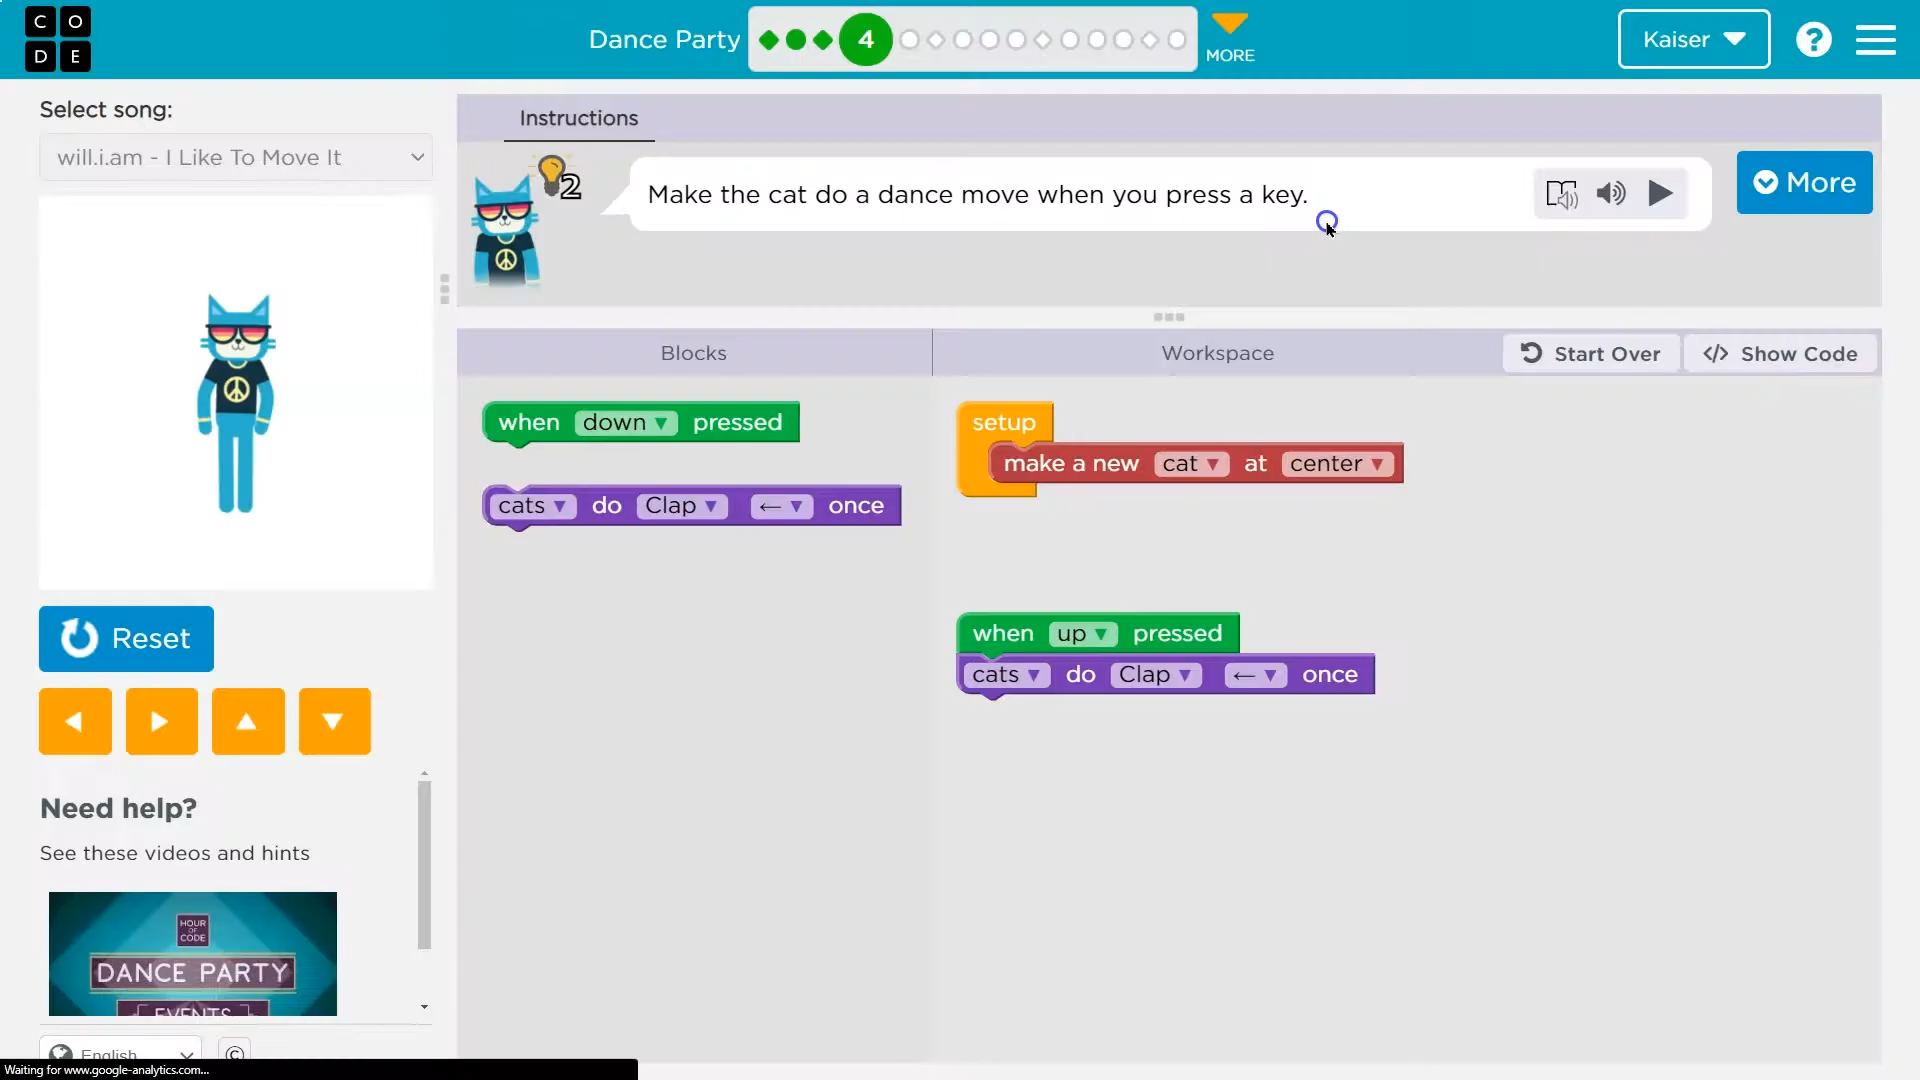 CODE
Dance Party
4
MORE
Kaiser
?
Select song:
will.i.am - I Like To Move It
Instructions
2
Make the cat do a dance move when you press a key.
More
Blocks
Workspace
Start Over
</> Show Code
when down ▼ pressed
cats ▼ do Clap ▼ ← ▼ once
setup
make a new cat ▼ at center ▼
when up ▼ pressed
cats ▼ do Clap ▼ ← ▼ once
Reset
Need help?
See these videos and hints
HOUR
OF
CODE
DANCE PARTY
EVENTS
English
©
Waiting for www.google-analytics.com...